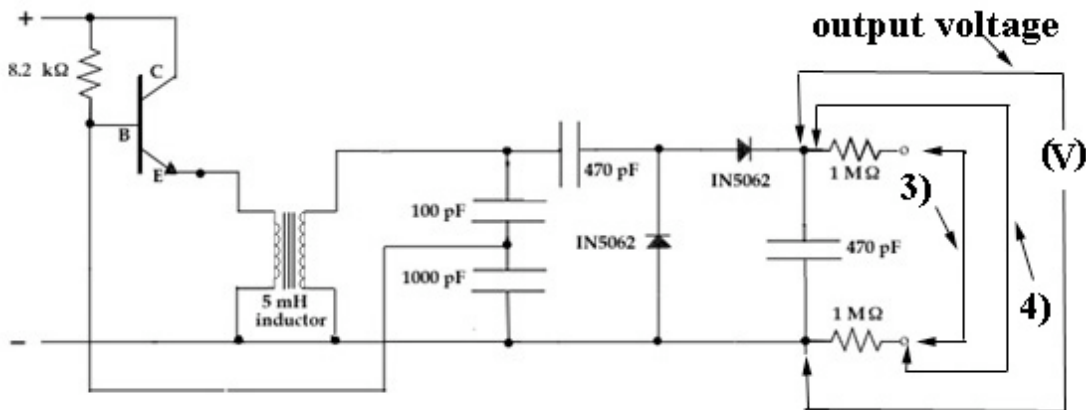 output voltage
+
8.2 kΩ
C
B
E
5 mH
inductor
100 pF
1000 pF
470 pF
IN5062
IN5062
470 pF
1 MΩ
1 MΩ
3)
4)
(V)
−